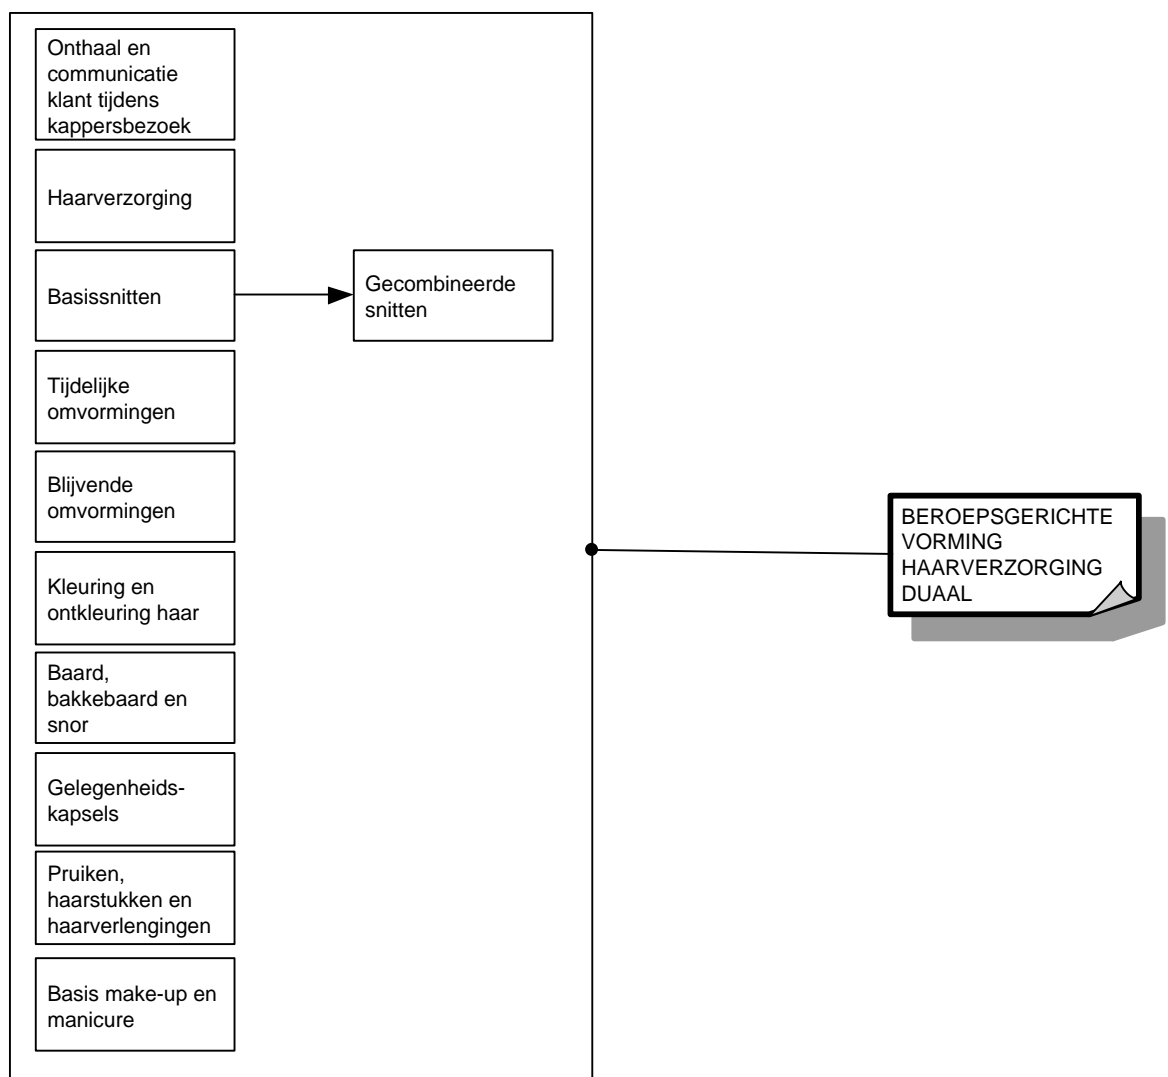 Onthaal en
communicatie
klant tijdens
kappersbezoek
Haarverzorging
Basissnitten
Gecombineerde
snitten
Tijdelijke
omvormingen
Blijvende
omvormingen
Kleuring en
ontkleuring haar
Baard,
bakkebaard en
snor
Gelegenheids-
kapsels
Pruiken,
haarstukken en
haarverlengingen
Basis make-up en
manicure
BEROEPSGERICHTE
VORMING
HAARVERZORGING
DUAAL